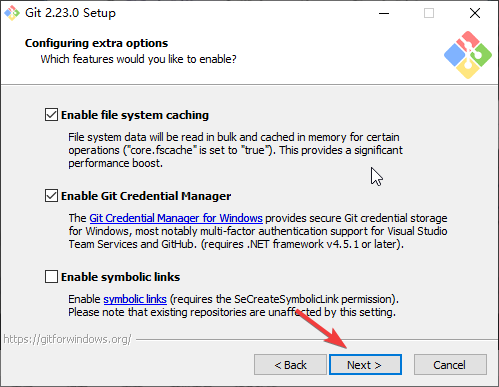 Git 2.23.0 Setup
Configuring extra options
Which features would you like to enable?
Enable file system caching
File system data will be read in bulk and cached in memory for certain
operations ("core.fscache" is set to "true"). This provides a significant
performance boost.
Enable Git Credential Manager
The Git Credential Manager for Windows provides secure Git credential storage
for Windows, most notably multi-factor authentication support for Visual Studio
Team Services and GitHub. (requires .NET framework v4.5.1 or later).
Enable symbolic links
Enable symbolic links (requires the SeCreateSymbolicLink permission).
Please note that existing repositories are unaffected by this setting.
https://gitforwindows.org/
< Back
Next >
Cancel